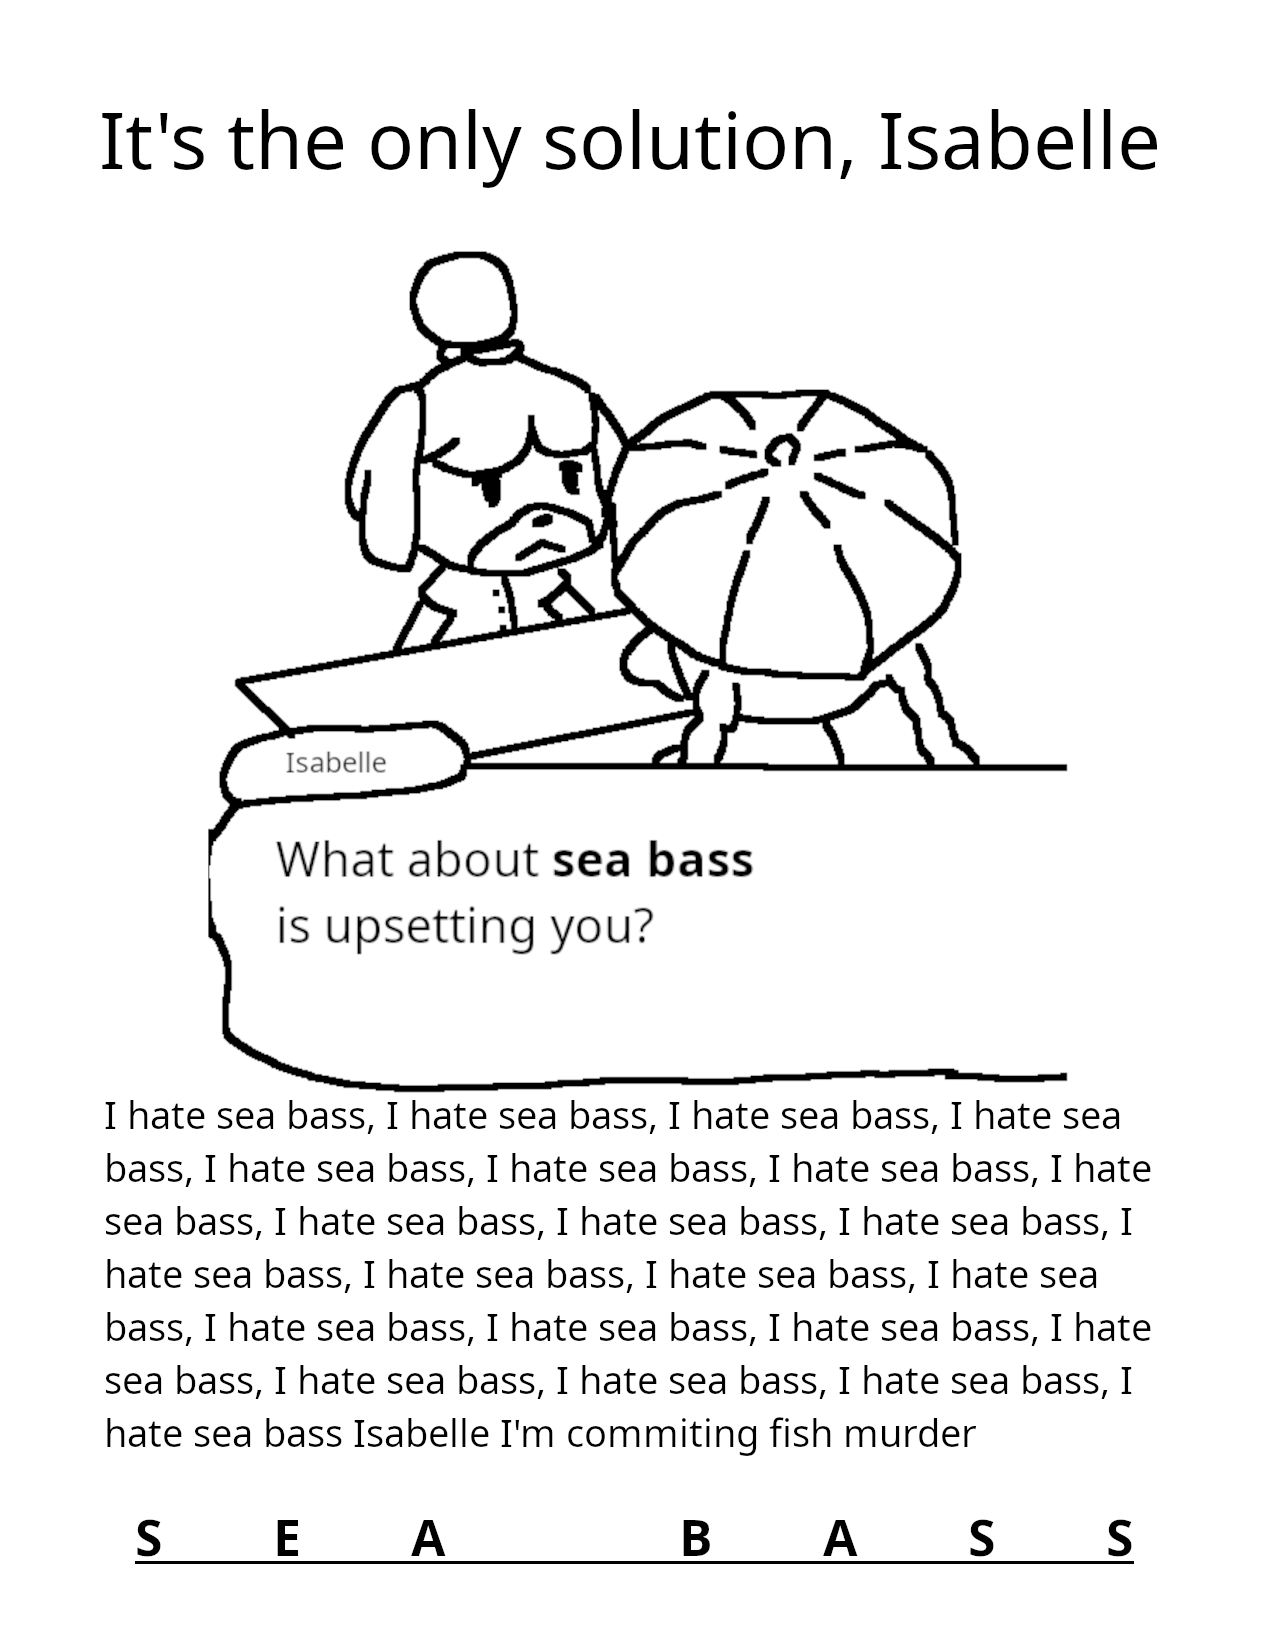 It's the only solution, Isabelle
Isabelle
What about sea bass
is upsetting you?
I hate sea bass, I hate sea bass, I hate sea bass, I hate sea
bass, I hate sea bass, I hate sea bass, I hate sea bass, I hate
sea bass, I hate sea bass, I hate sea bass, I hate sea bass, I
hate sea bass, I hate sea bass, I hate sea bass, I hate sea
bass, I hate sea bass, I hate sea bass, I hate sea bass, I hate
sea bass, I hate sea bass, I hate sea bass, I hate sea bass, I
hate sea bass Isabelle I'm commiting fish murder
S E A B A S S